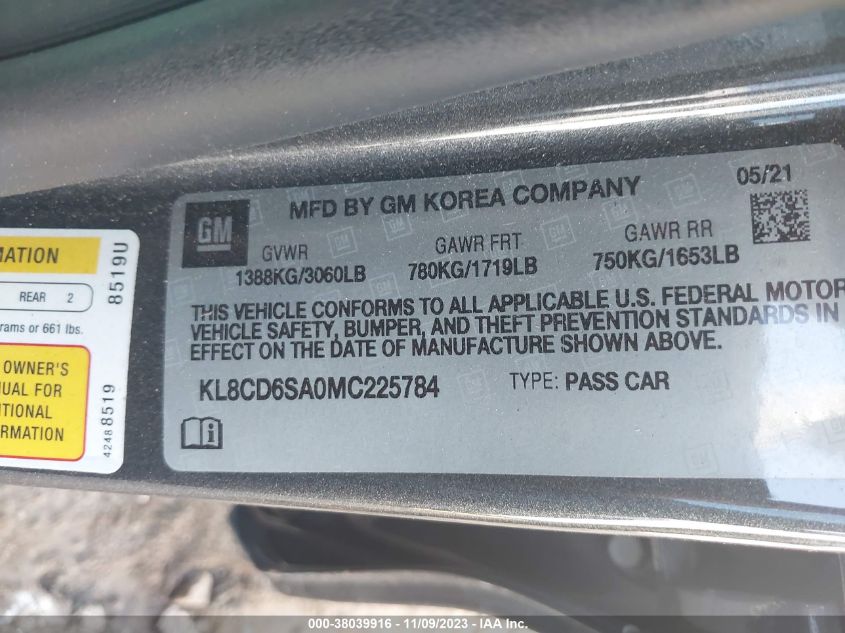 MATION
REAR 2
rams or 661 lbs.
OWNER'S
NUAL FOR
ITIONAL
RMATION
8519U
42488519
GM
MFD BY GM KOREA COMPANY
05/21
GVWR
1388KG/3060LB
GAWR FRT
780KG/1719LB
GAWR RR
750KG/1653LB
THIS VEHICLE CONFORMS TO ALL APPLICABLE U.S. FEDERAL MOTOR
VEHICLE SAFETY, BUMPER, AND THEFT PREVENTION STANDARDS IN
EFFECT ON THE DATE OF MANUFACTURE SHOWN ABOVE.
KL8CD6SA0MC225784
TYPE: PASS CAR
000-38039916 - 11/09/2023 - IAA Inc.